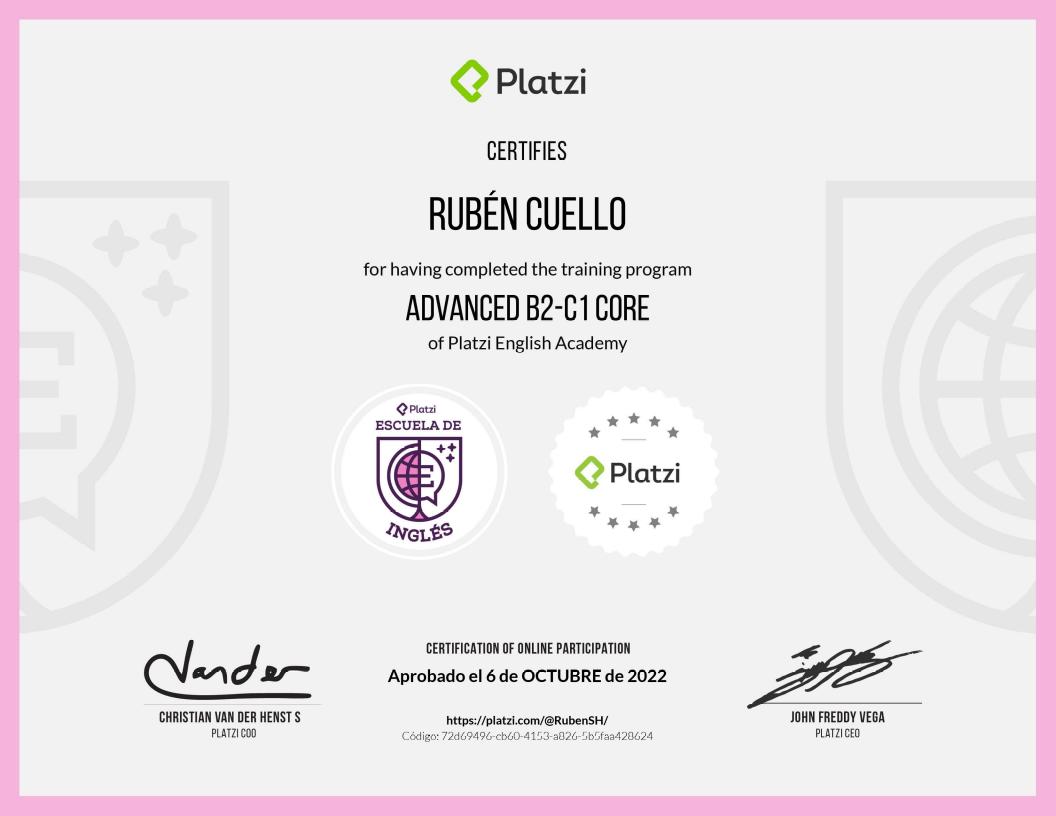 Platzi
CERTIFIES
RUBÉN CUELLO
for having completed the training program
ADVANCED B2-C1 CORE
of Platzi English Academy
Platzi
ESCUELA DE
E
INGLÉS
Platzi
Vander
CHRISTIAN VAN DER HENST S
PLATZI COO
CERTIFICATION OF ONLINE PARTICIPATION
Aprobado el 6 de OCTUBRE de 2022
https://platzi.com/@RubenSH/
Código: 72d69496-cb60-4153-a826-5b5faa428624
JOHN FREDDY VEGA
PLATZI CEO